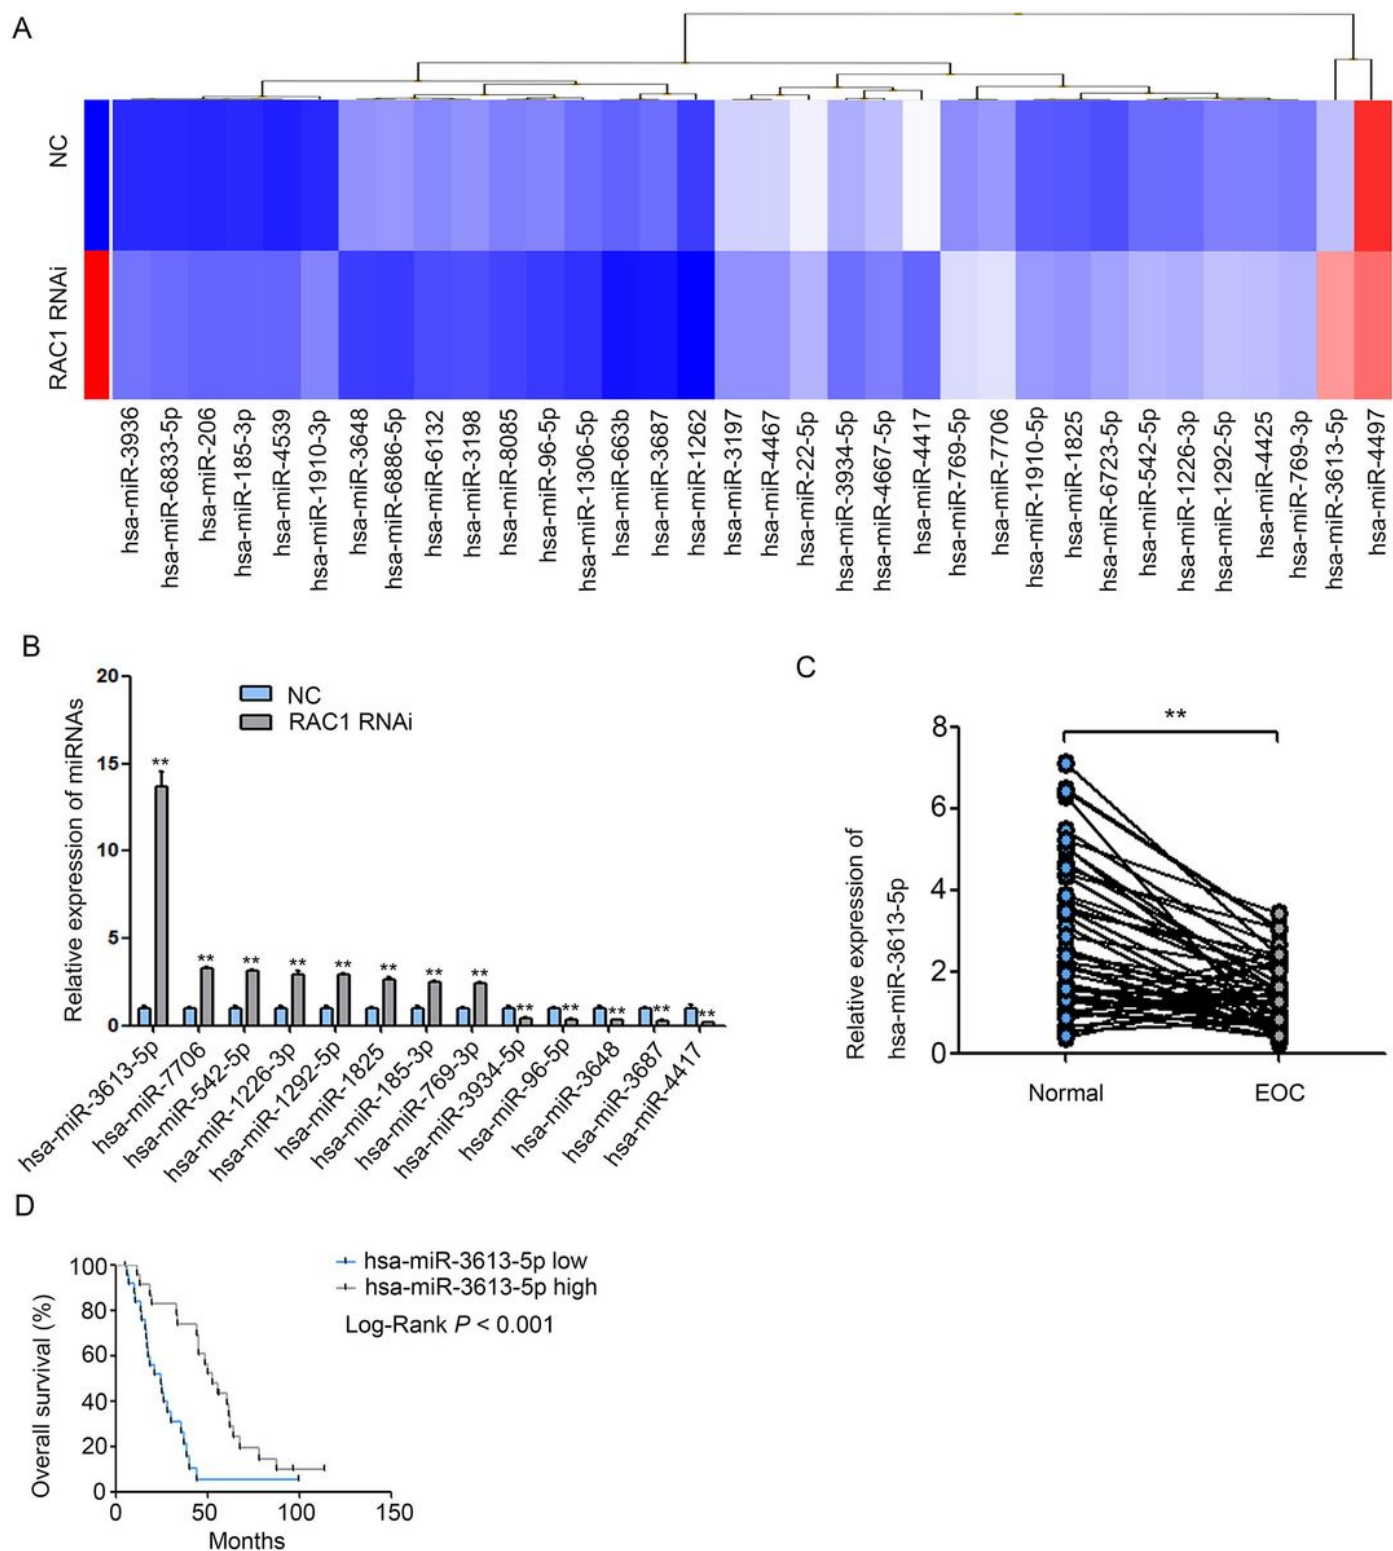 A
NC
RAC1 RNAi
hsa-miR-3936
hsa-miR-6833-5p
hsa-miR-206
hsa-miR-185-3p
hsa-miR-4539
hsa-miR-1910-3p
hsa-miR-3648
hsa-miR-6886-5p
hsa-miR-6132
hsa-miR-3198
hsa-miR-8085
hsa-miR-96-5p
hsa-miR-1306-5p
hsa-miR-663b
hsa-miR-3687
hsa-miR-1262
hsa-miR-3197
hsa-miR-4467
hsa-miR-22-5p
hsa-miR-3934-5p
hsa-miR-4667-5p
hsa-miR-4417
hsa-miR-769-5p
hsa-miR-7706
hsa-miR-1910-5p
hsa-miR-1825
hsa-miR-6723-5p
hsa-miR-542-5p
hsa-miR-1226-3p
hsa-miR-1292-5p
hsa-miR-4425
hsa-miR-769-3p
hsa-miR-3613-5p
hsa-miR-4497
B
Relative expression of miRNAs
20
15
10
5
0
NC
RAC1 RNAi
**
**
**
**
**
**
**
**
**
**
**
**
**
hsa-miR-3613-5p
hsa-miR-7706
hsa-miR-542-5p
hsa-miR-1226-3p
hsa-miR-1292-5p
hsa-miR-1825
hsa-miR-185-3p
hsa-miR-769-3p
hsa-miR-3934-5p
hsa-miR-96-5p
hsa-miR-3648
hsa-miR-3687
hsa-miR-4417
C
Relative expression of
hsa-miR-3613-5p
8
6
4
2
0
**
Normal
EOC
D
Overall survival (%)
100
80
60
40
20
0
hsa-miR-3613-5p low
hsa-miR-3613-5p high
Log-Rank P < 0.001
0
50
100
150
Months